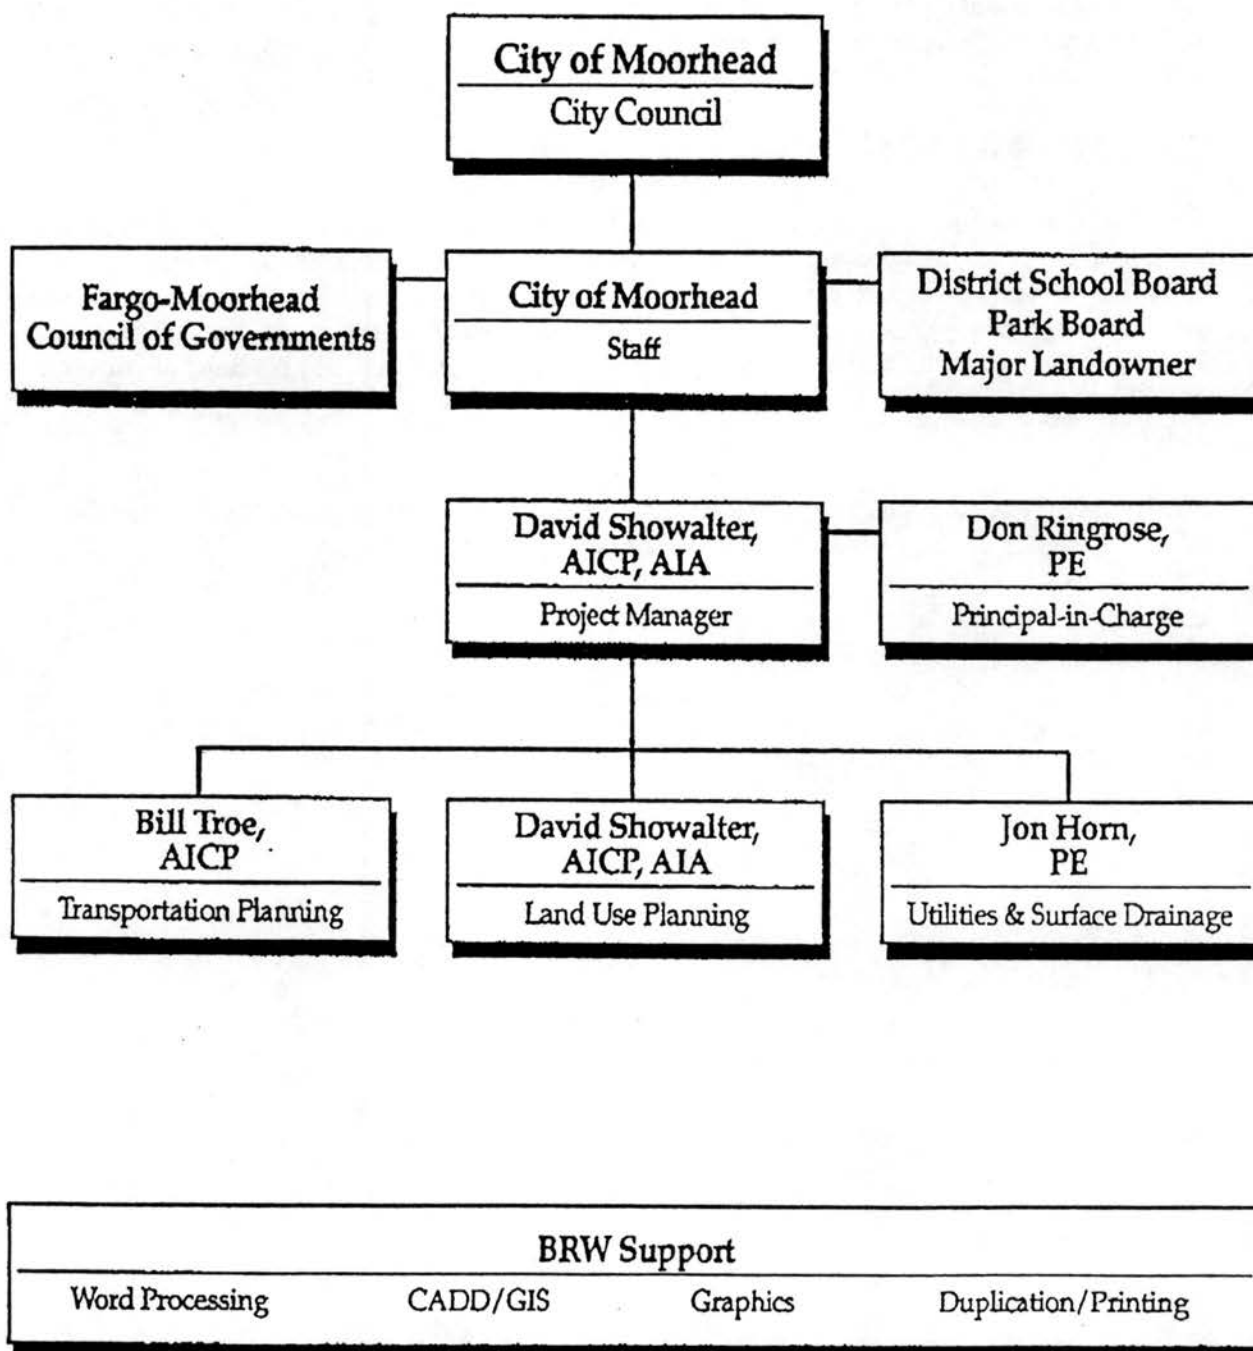 City of Moorhead
City Council
Fargo-Moorhead
Council of Governments
City of Moorhead
Staff
District School Board
Park Board
Major Landowner
David Showalter,
AICP, AIA
Project Manager
Don Ringrose,
PE
Principal-in-Charge
Bill Troe,
AICP
Transportation Planning
David Showalter,
AICP, AIA
Land Use Planning
Jon Horn,
PE
Utilities & Surface Drainage
BRW Support
Word Processing CADD/GIS Graphics Duplication/Printing